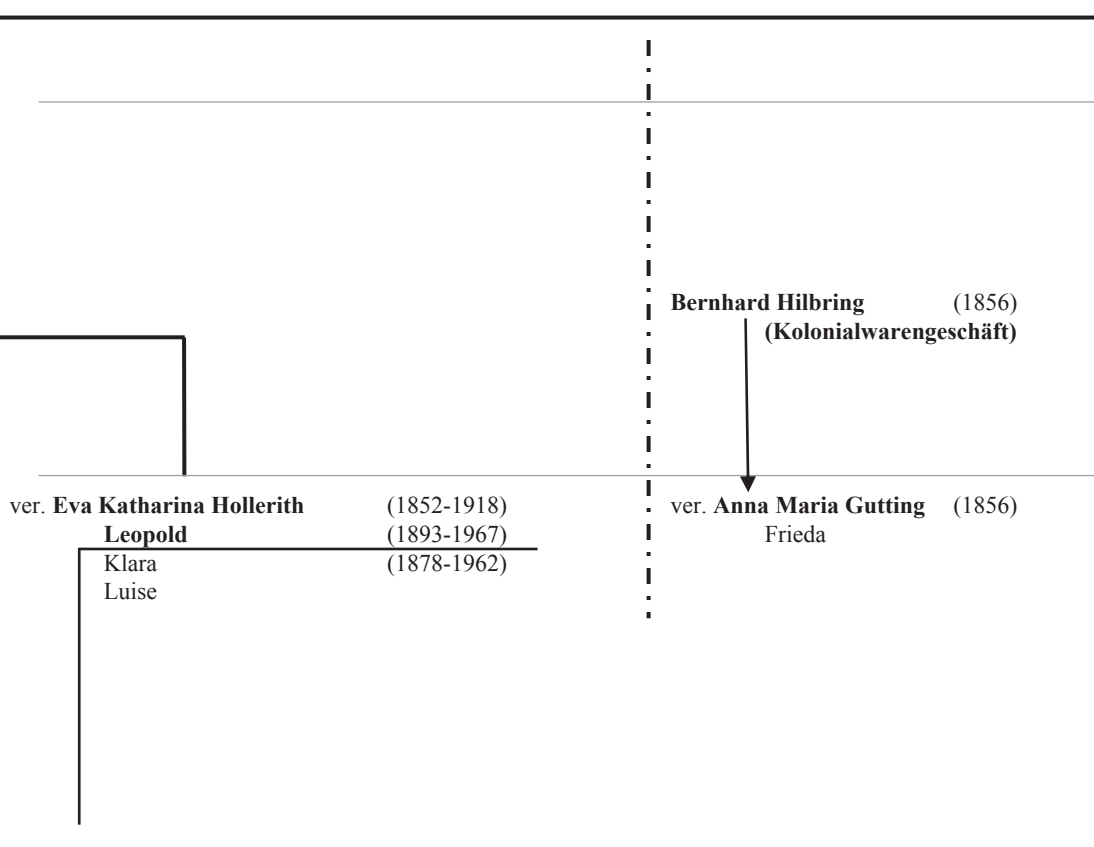 Bernhard Hilbring (1856)
(Kolonialwarengeschäft)
ver. Eva Katharina Hollerith (1852-1918)
Leopold (1893-1967)
Klara (1878-1962)
Luise
ver. Anna Maria Gutting (1856)
Frieda